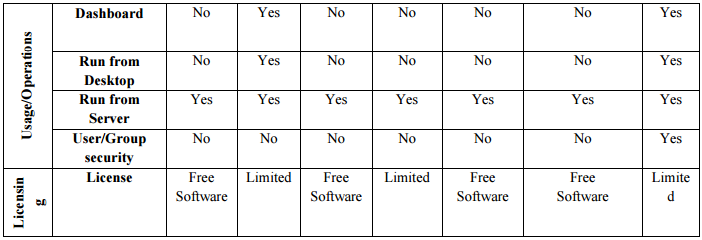 Usage/Operations
Dashboard No Yes No No No No Yes
Run from No Yes No No No No Yes
Desktop
Run from Yes Yes Yes Yes Yes Yes Yes
Server
User/Group No No No No No No Yes
security
Licensin
g
License Free Limited Free Limited Free Free Limite
Software Software Software Software d